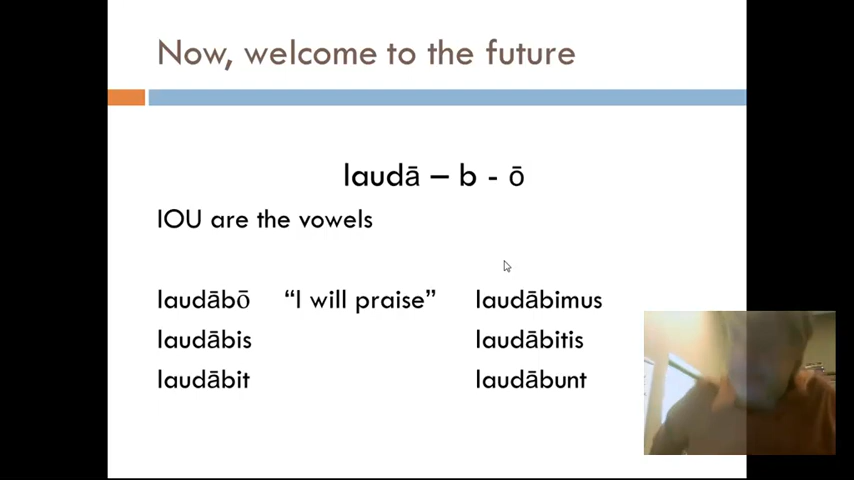 Now, welcome to the future
laudā – b - ō
IOU are the vowels
laudābō "I will praise" laudābimus
laudābis laudābitis
laudābit laudābunt